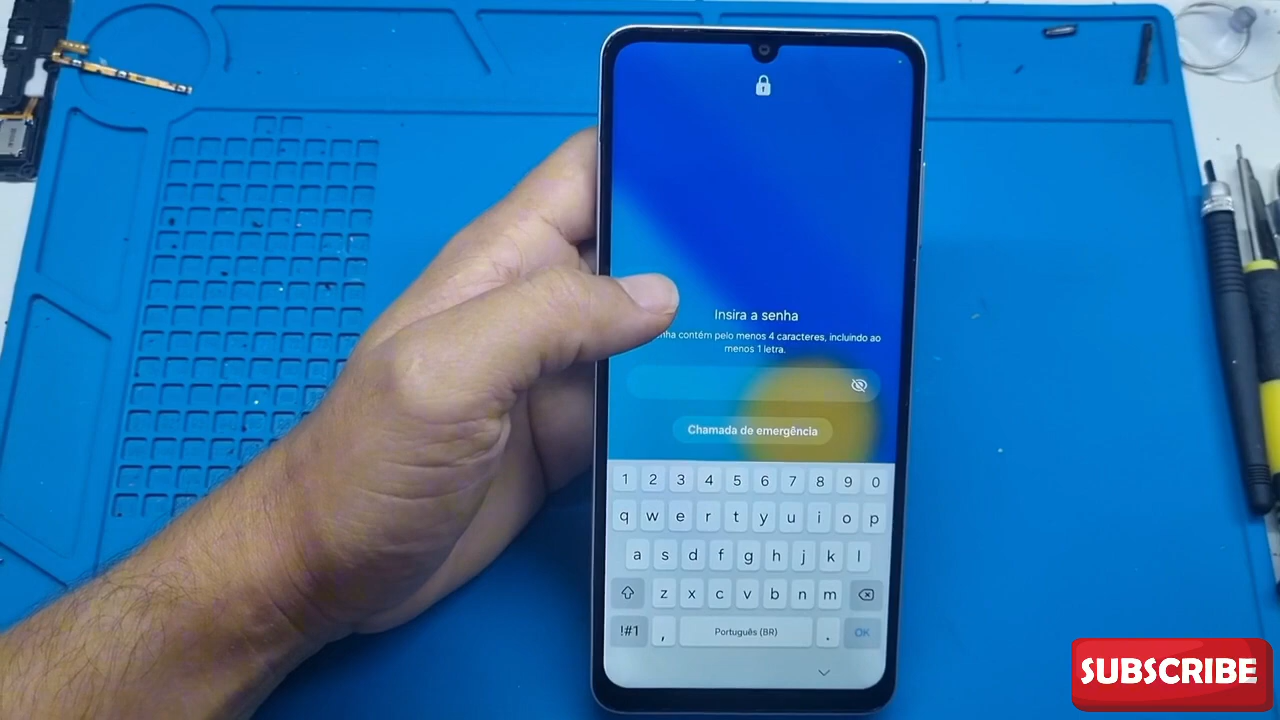 Insira a senha
contém pelo menos 4 caracteres, incluindo ao
menos 1 letra.
Chamada de emergência
1 2 3 4 5 6 7 8 9 0
q w e r t y u i o p
a s d f g h j k l
z x c v b n m
!#1 , Português (BR) . OK
SUBSCRIBE